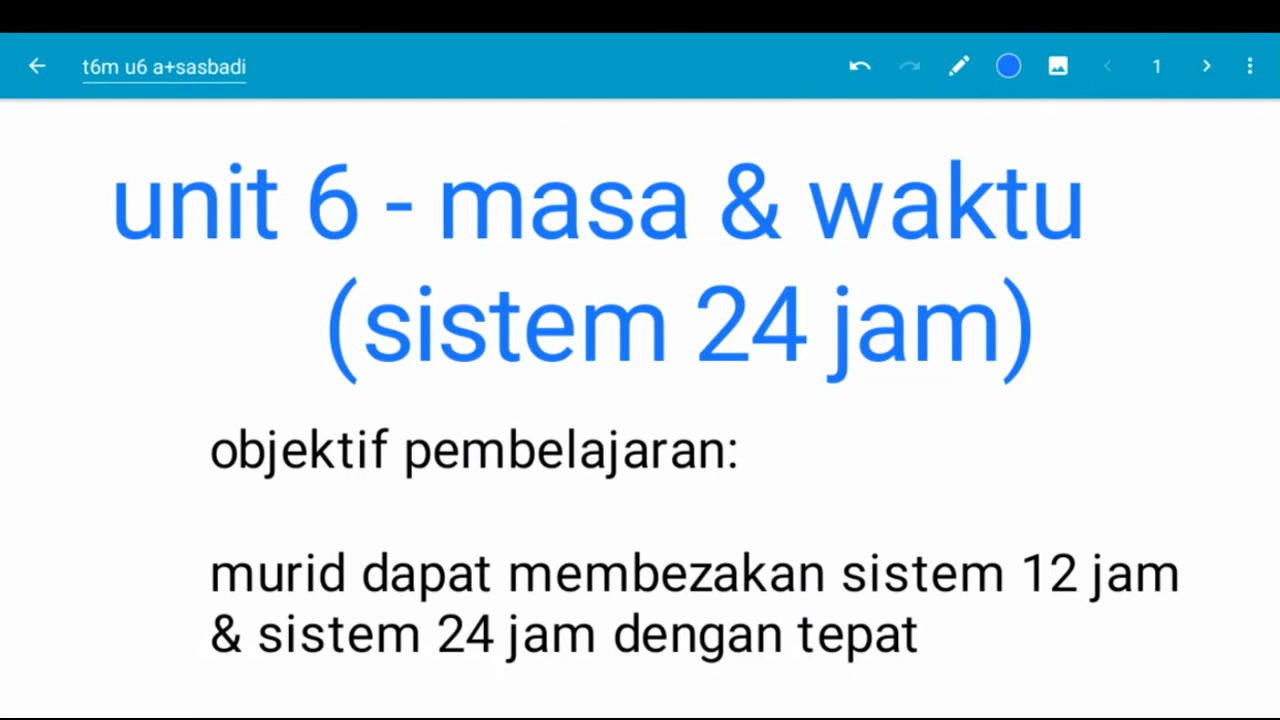 t6m u6 a+sasbadi
1
unit 6 - masa & waktu
(sistem 24 jam)
objektif pembelajaran:
murid dapat membezakan sistem 12 jam
& sistem 24 jam dengan tepat